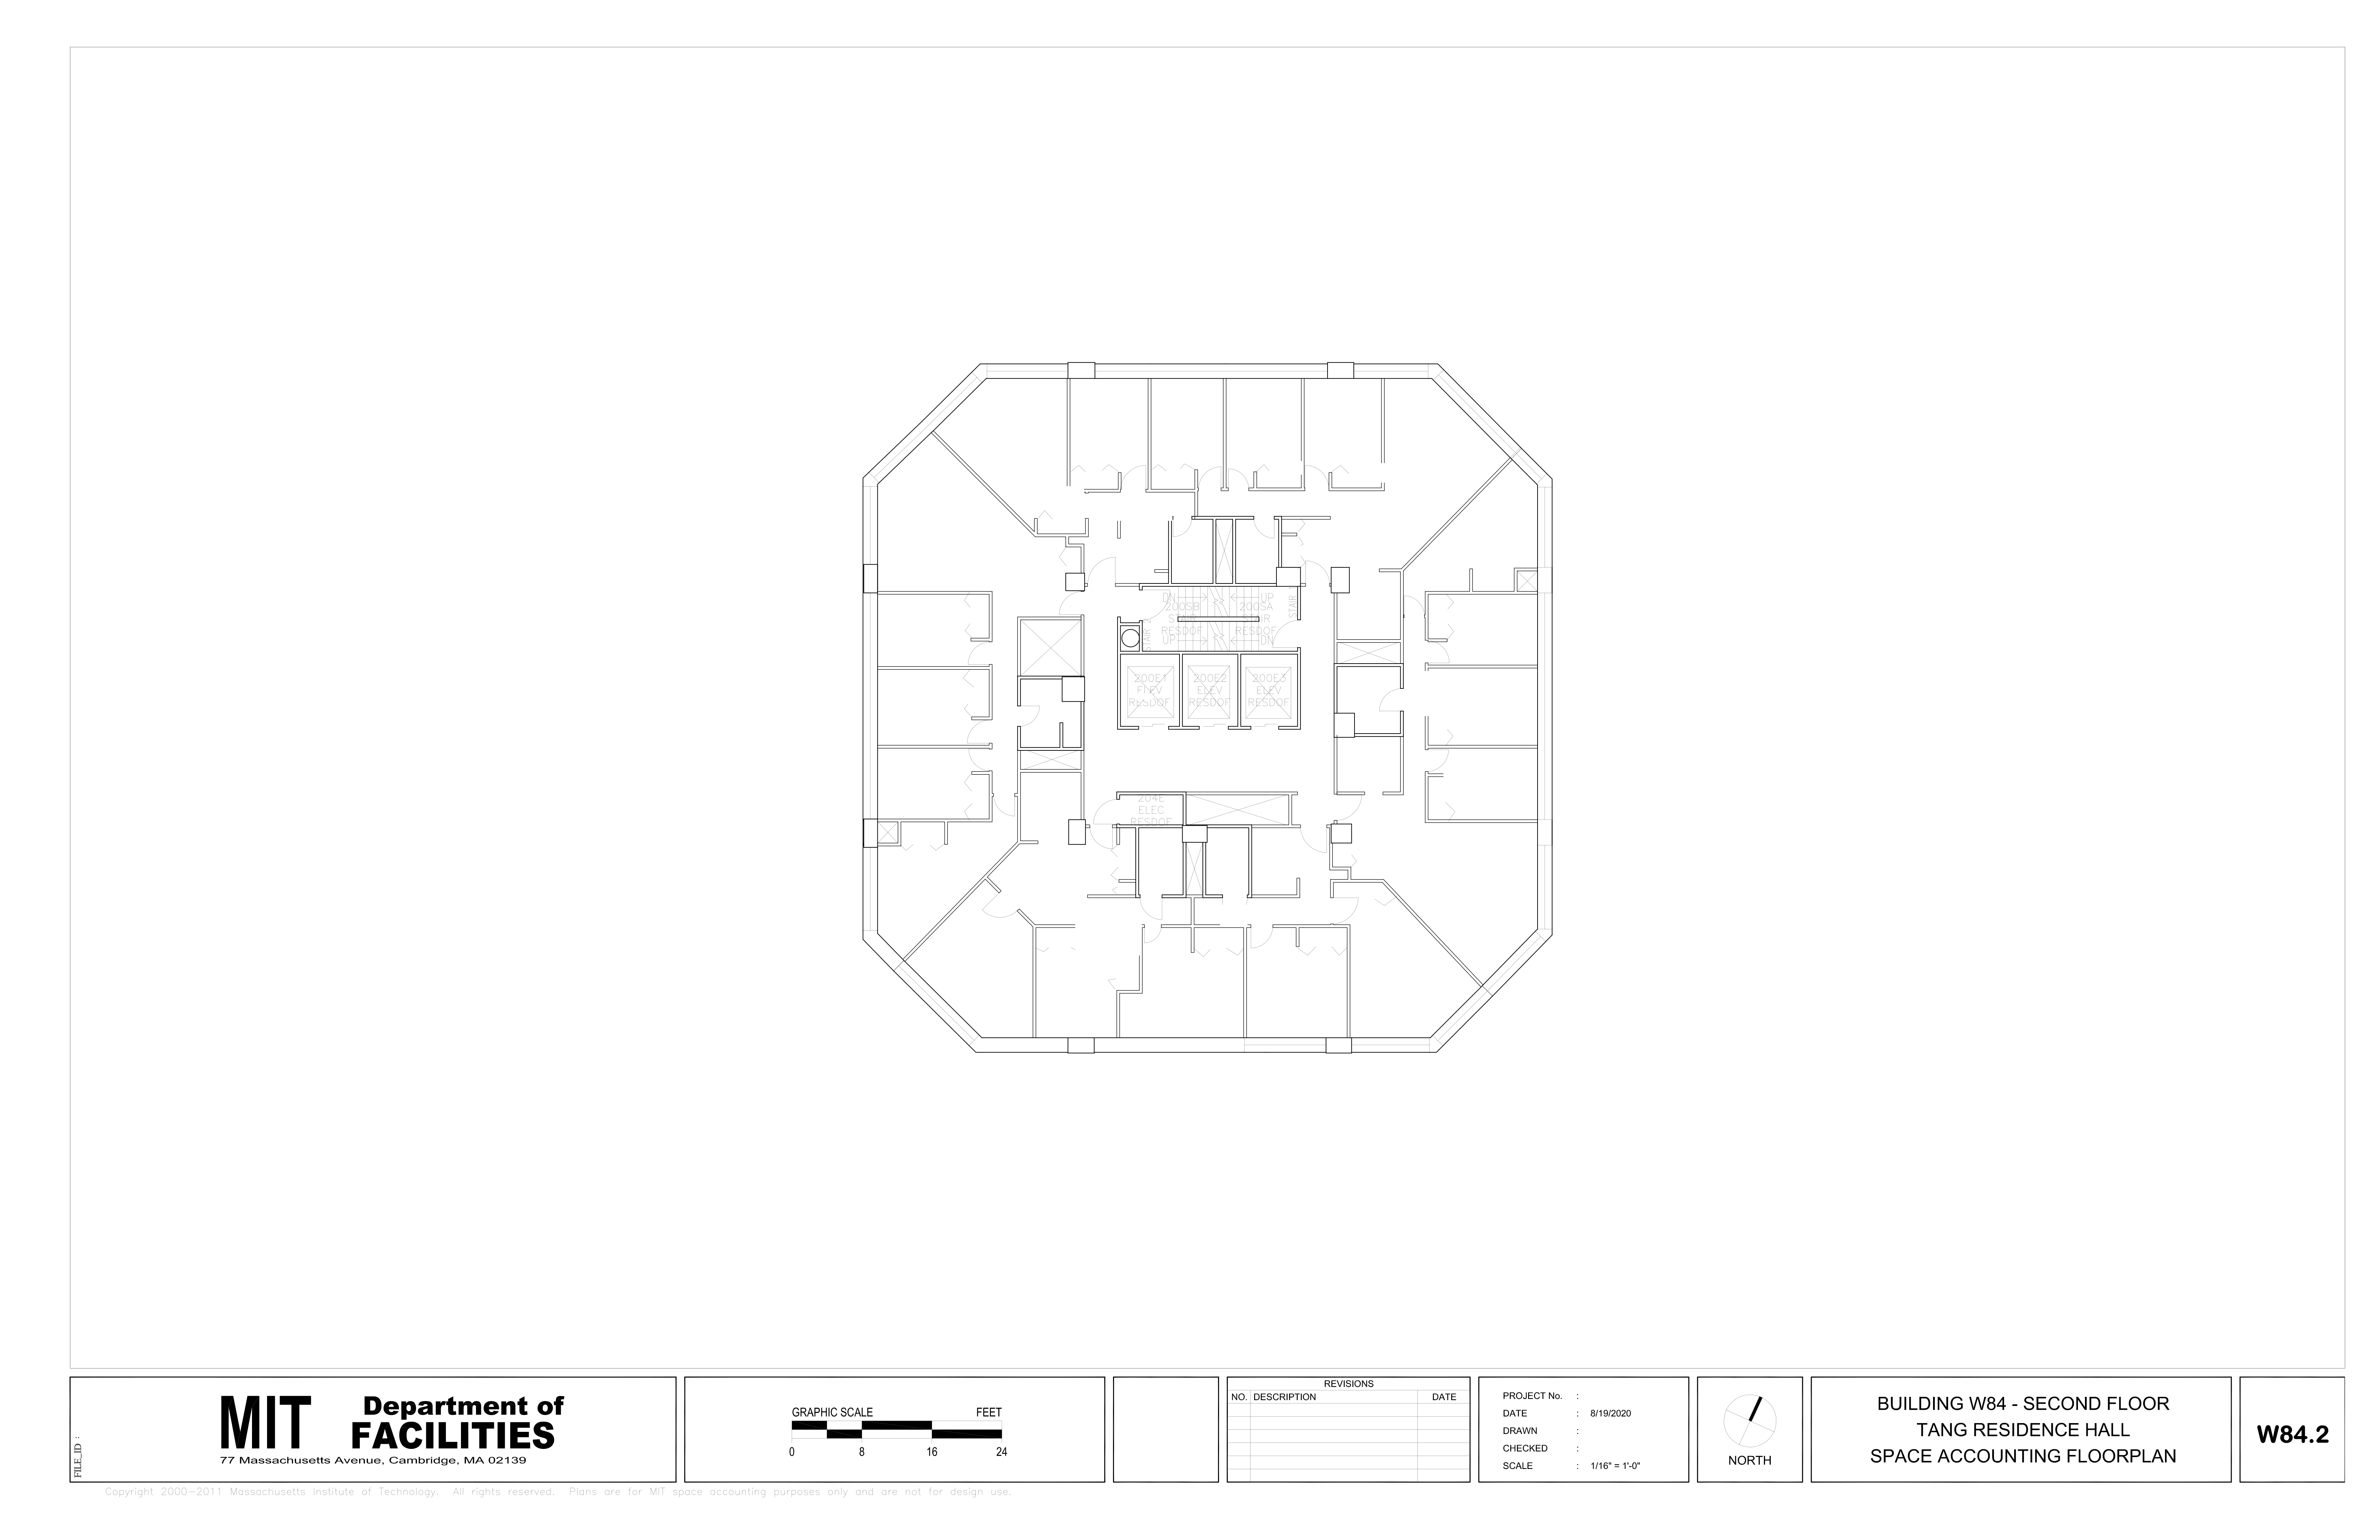 DN
UP
200SB
200SA
STAIR
STAIR
RESDOF
RESDOF
UP
DN
STAIR 2
STAIR
200E1
200E2
200E3
ELEV
ELEV
ELEV
RESDOF
RESDOF
RESDOF
204E
ELEC
RESDOF
FILE_ID :
MIT
Department of
FACILITIES
77 Massachusetts Avenue, Cambridge, MA 02139
GRAPHIC SCALE FEET
0 8 16 24
REVISIONS
NO. DESCRIPTION DATE
PROJECT No. :
DATE : 8/19/2020
DRAWN :
CHECKED :
SCALE : 1/16" = 1'-0"
NORTH
BUILDING W84 - SECOND FLOOR
TANG RESIDENCE HALL
SPACE ACCOUNTING FLOORPLAN
W84.2
Copyright 2000-2011 Massachusetts Institute of Technology. All rights reserved. Plans are for MIT space accounting purposes only and are not for design use.